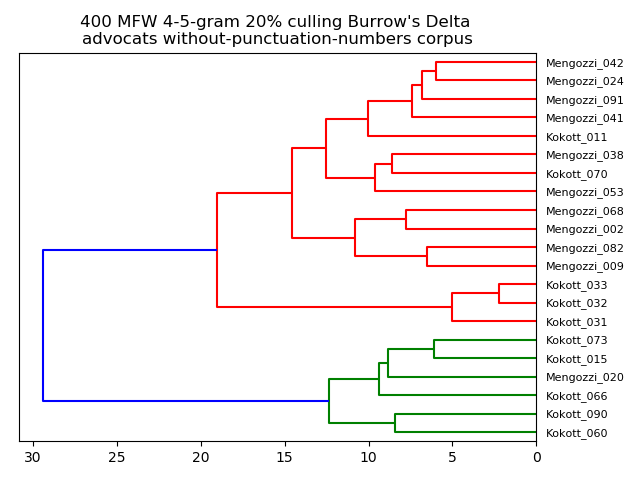 400 MFW 4-5-gram 20% culling Burrow's Delta
advocats without-punctuation-numbers corpus
Mengozzi_042
Mengozzi_024
Mengozzi_091
Mengozzi_041
Kokott_011
Mengozzi_038
Kokott_070
Mengozzi_053
Mengozzi_068
Mengozzi_002
Mengozzi_082
Mengozzi_009
Kokott_033
Kokott_032
Kokott_031
Kokott_073
Kokott_015
Mengozzi_020
Kokott_066
Kokott_090
Kokott_060
30 25 20 15 10 5 0